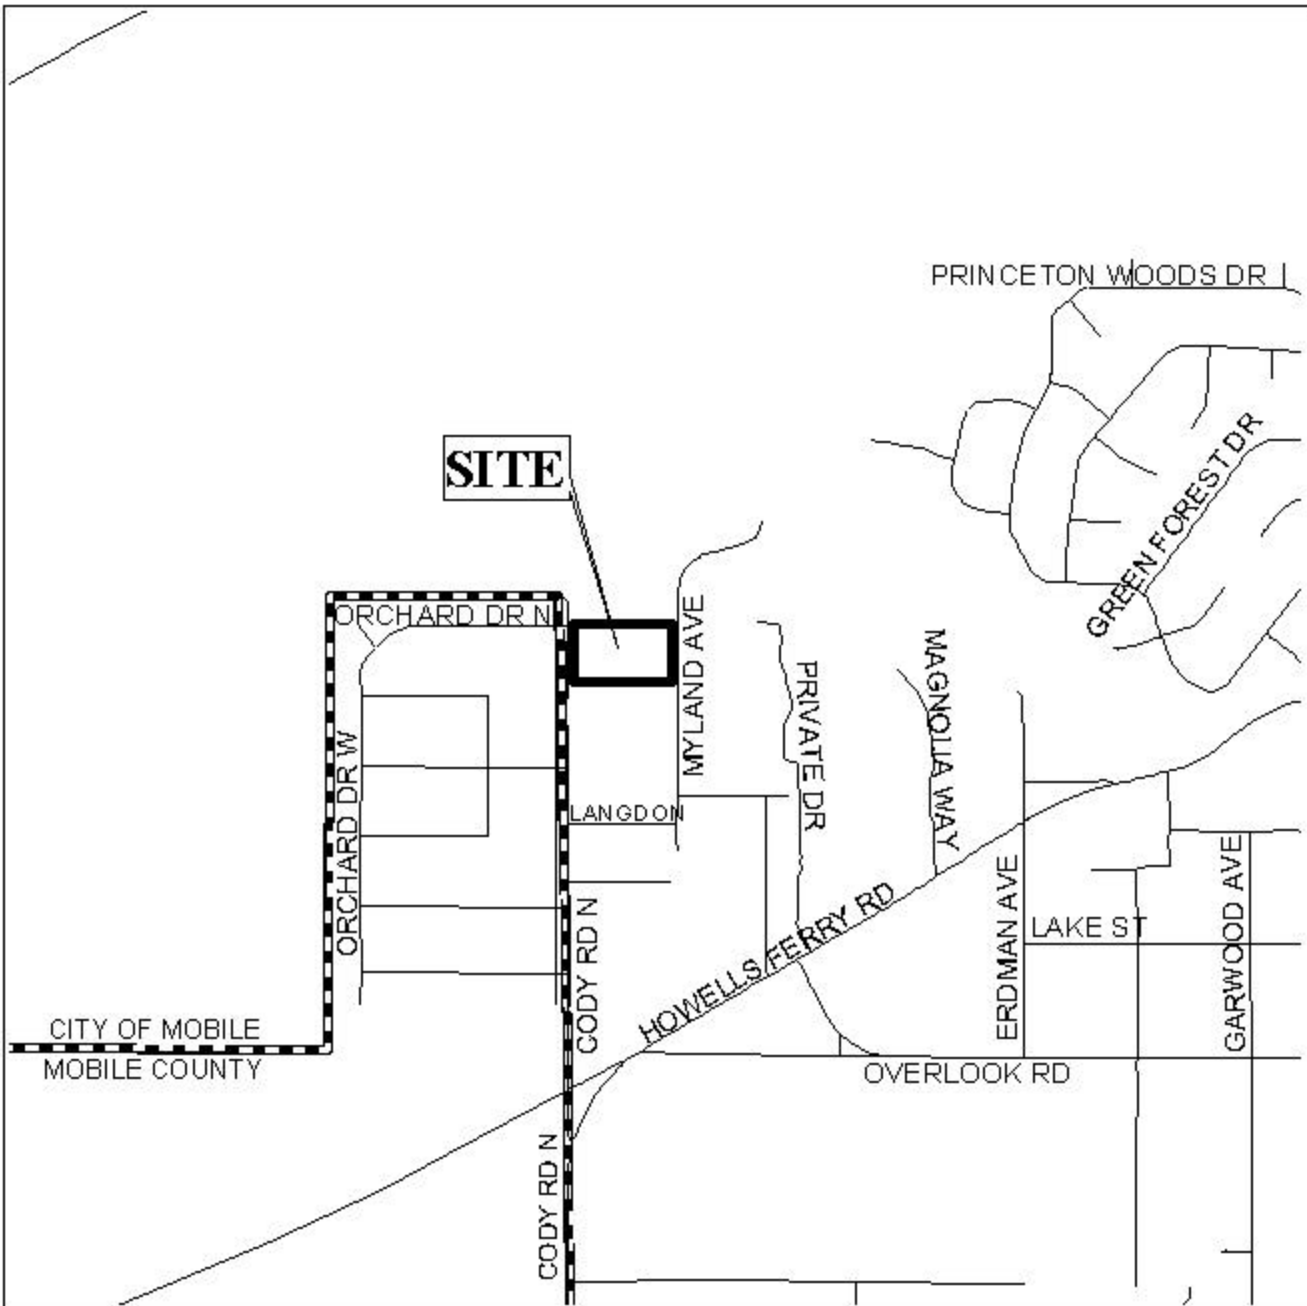 PRINCETON WOODS DR
SITE
GREEN FOREST DR
ORCHARD DR N
MYLAND AVE
MAGNOLIA WAY
PRIVATE DR
ORCHARD DR W
LANGDON
HOWELLS FERRY RD
ERDMAN AVE
GARWOOD AVE
LAKE ST
CODY RD N
CITY OF MOBILE
MOBILE COUNTY
OVERLOOK RD
CODY RD N